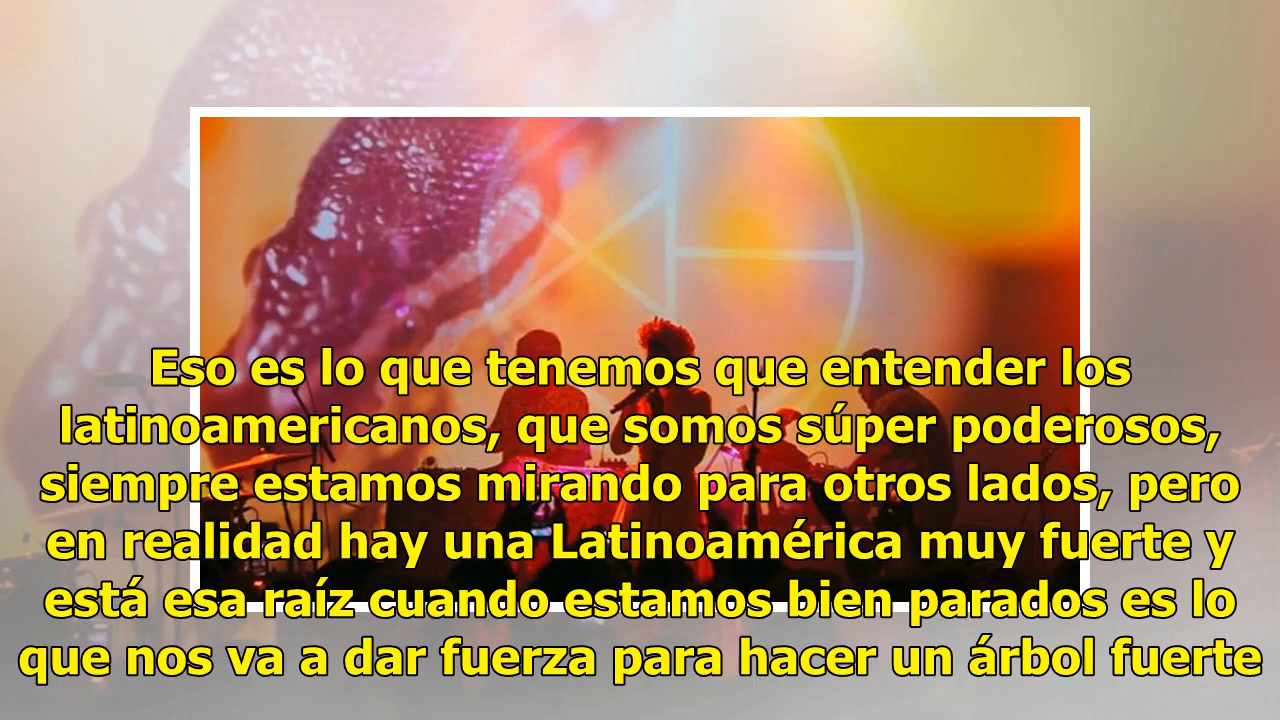 Eso es lo que tenemos que entender los
latinoamericanos, que somos súper poderosos,
siempre estamos mirando para otros lados, pero
en realidad hay una Latinoamérica muy fuerte y
está esa raíz cuando estamos bien parados es lo
que nos va a dar fuerza para hacer un árbol fuerte